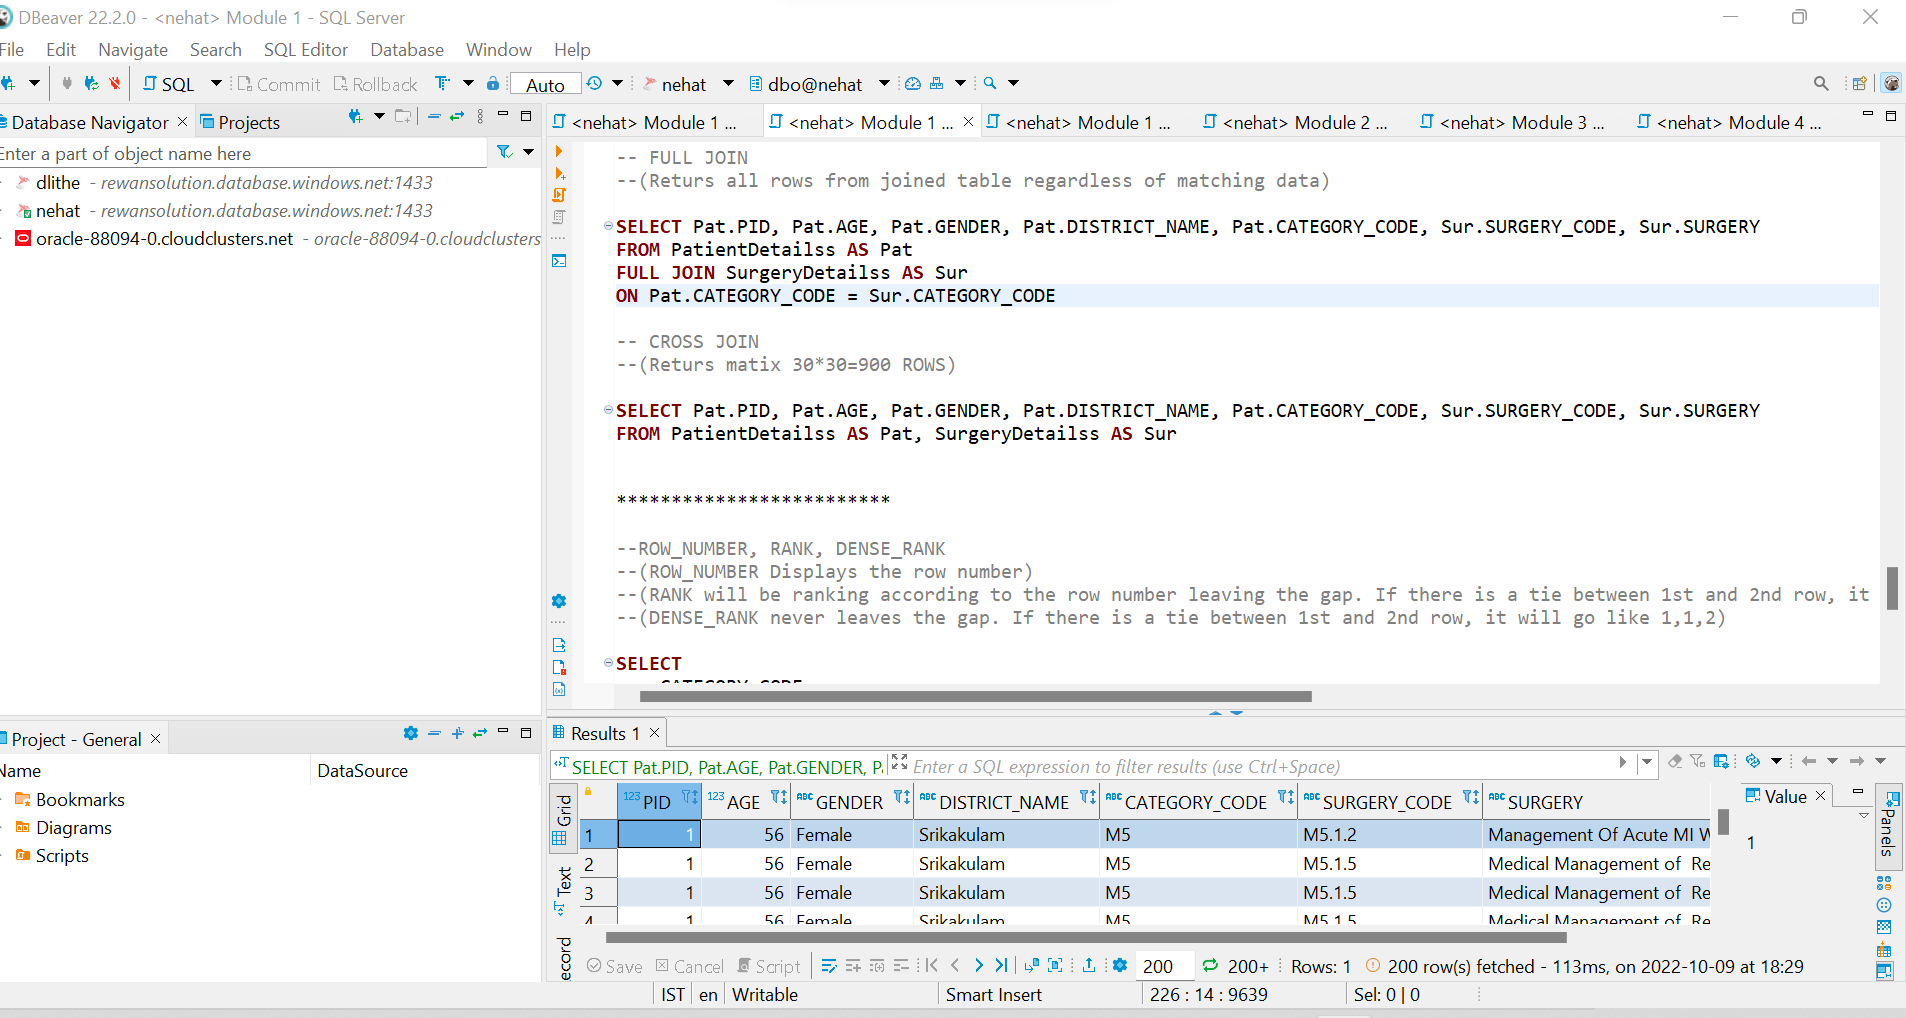 DBeaver 22.2.0 - <nehat> Module 1 - SQL Server
File Edit Navigate Search SQL Editor Database Window Help
SQL Commit Rollback Auto nehat dbo@nehat
Database Navigator Projects
Enter a part of object name here
dlithe - rewansolution.database.windows.net:1433
nehat - rewansolution.database.windows.net:1433
oracle-88094-0.cloudclusters.net - oracle-88094-0.cloudclusters
<nehat> Module 1 ... <nehat> Module 1 ... <nehat> Module 1 ... <nehat> Module 2 ... <nehat> Module 3 ... <nehat> Module 4 ...
-- FULL JOIN
--(Returs all rows from joined table regardless of matching data)
SELECT Pat.PID, Pat.AGE, Pat.GENDER, Pat.DISTRICT_NAME, Pat.CATEGORY_CODE, Sur.SURGERY_CODE, Sur.SURGERY
FROM PatientDetailss AS Pat
FULL JOIN SurgeryDetailss AS Sur
ON Pat.CATEGORY_CODE = Sur.CATEGORY_CODE
-- CROSS JOIN
--(Returs matix 30*30=900 ROWS)
SELECT Pat.PID, Pat.AGE, Pat.GENDER, Pat.DISTRICT_NAME, Pat.CATEGORY_CODE, Sur.SURGERY_CODE, Sur.SURGERY
FROM PatientDetailss AS Pat, SurgeryDetailss AS Sur
*************************
--ROW_NUMBER, RANK, DENSE_RANK
--(ROW_NUMBER Displays the row number)
--(RANK will be ranking according to the row number leaving the gap. If there is a tie between 1st and 2nd row, it
--(DENSE_RANK never leaves the gap. If there is a tie between 1st and 2nd row, it will go like 1,1,2)
SELECT
CATEGORY_CODE
Project - General
Name DataSource
Bookmarks
Diagrams
Scripts
Results 1
SELECT Pat.PID, Pat.AGE, Pat.GENDER, P Enter a SQL expression to filter results (use Ctrl+Space)
Grid
Text
ecord
123 PID 123 AGE ABC GENDER ABC DISTRICT_NAME ABC CATEGORY_CODE ABC SURGERY_CODE ABC SURGERY
1 1 56 Female Srikakulam M5 M5.1.2 Management Of Acute MI W
2 1 56 Female Srikakulam M5 M5.1.5 Medical Management of Re
3 1 56 Female Srikakulam M5 M5.1.5 Medical Management of Re
4 1 56 Female Srikakulam M5 M5.1.5 Medical Management of Re
Value
1
Panels
Save Cancel Script 200 200+ Rows: 1 200 row(s) fetched - 113ms, on 2022-10-09 at 18:29
IST en Writable Smart Insert 226 : 14 : 9639 Sel: 0 | 0